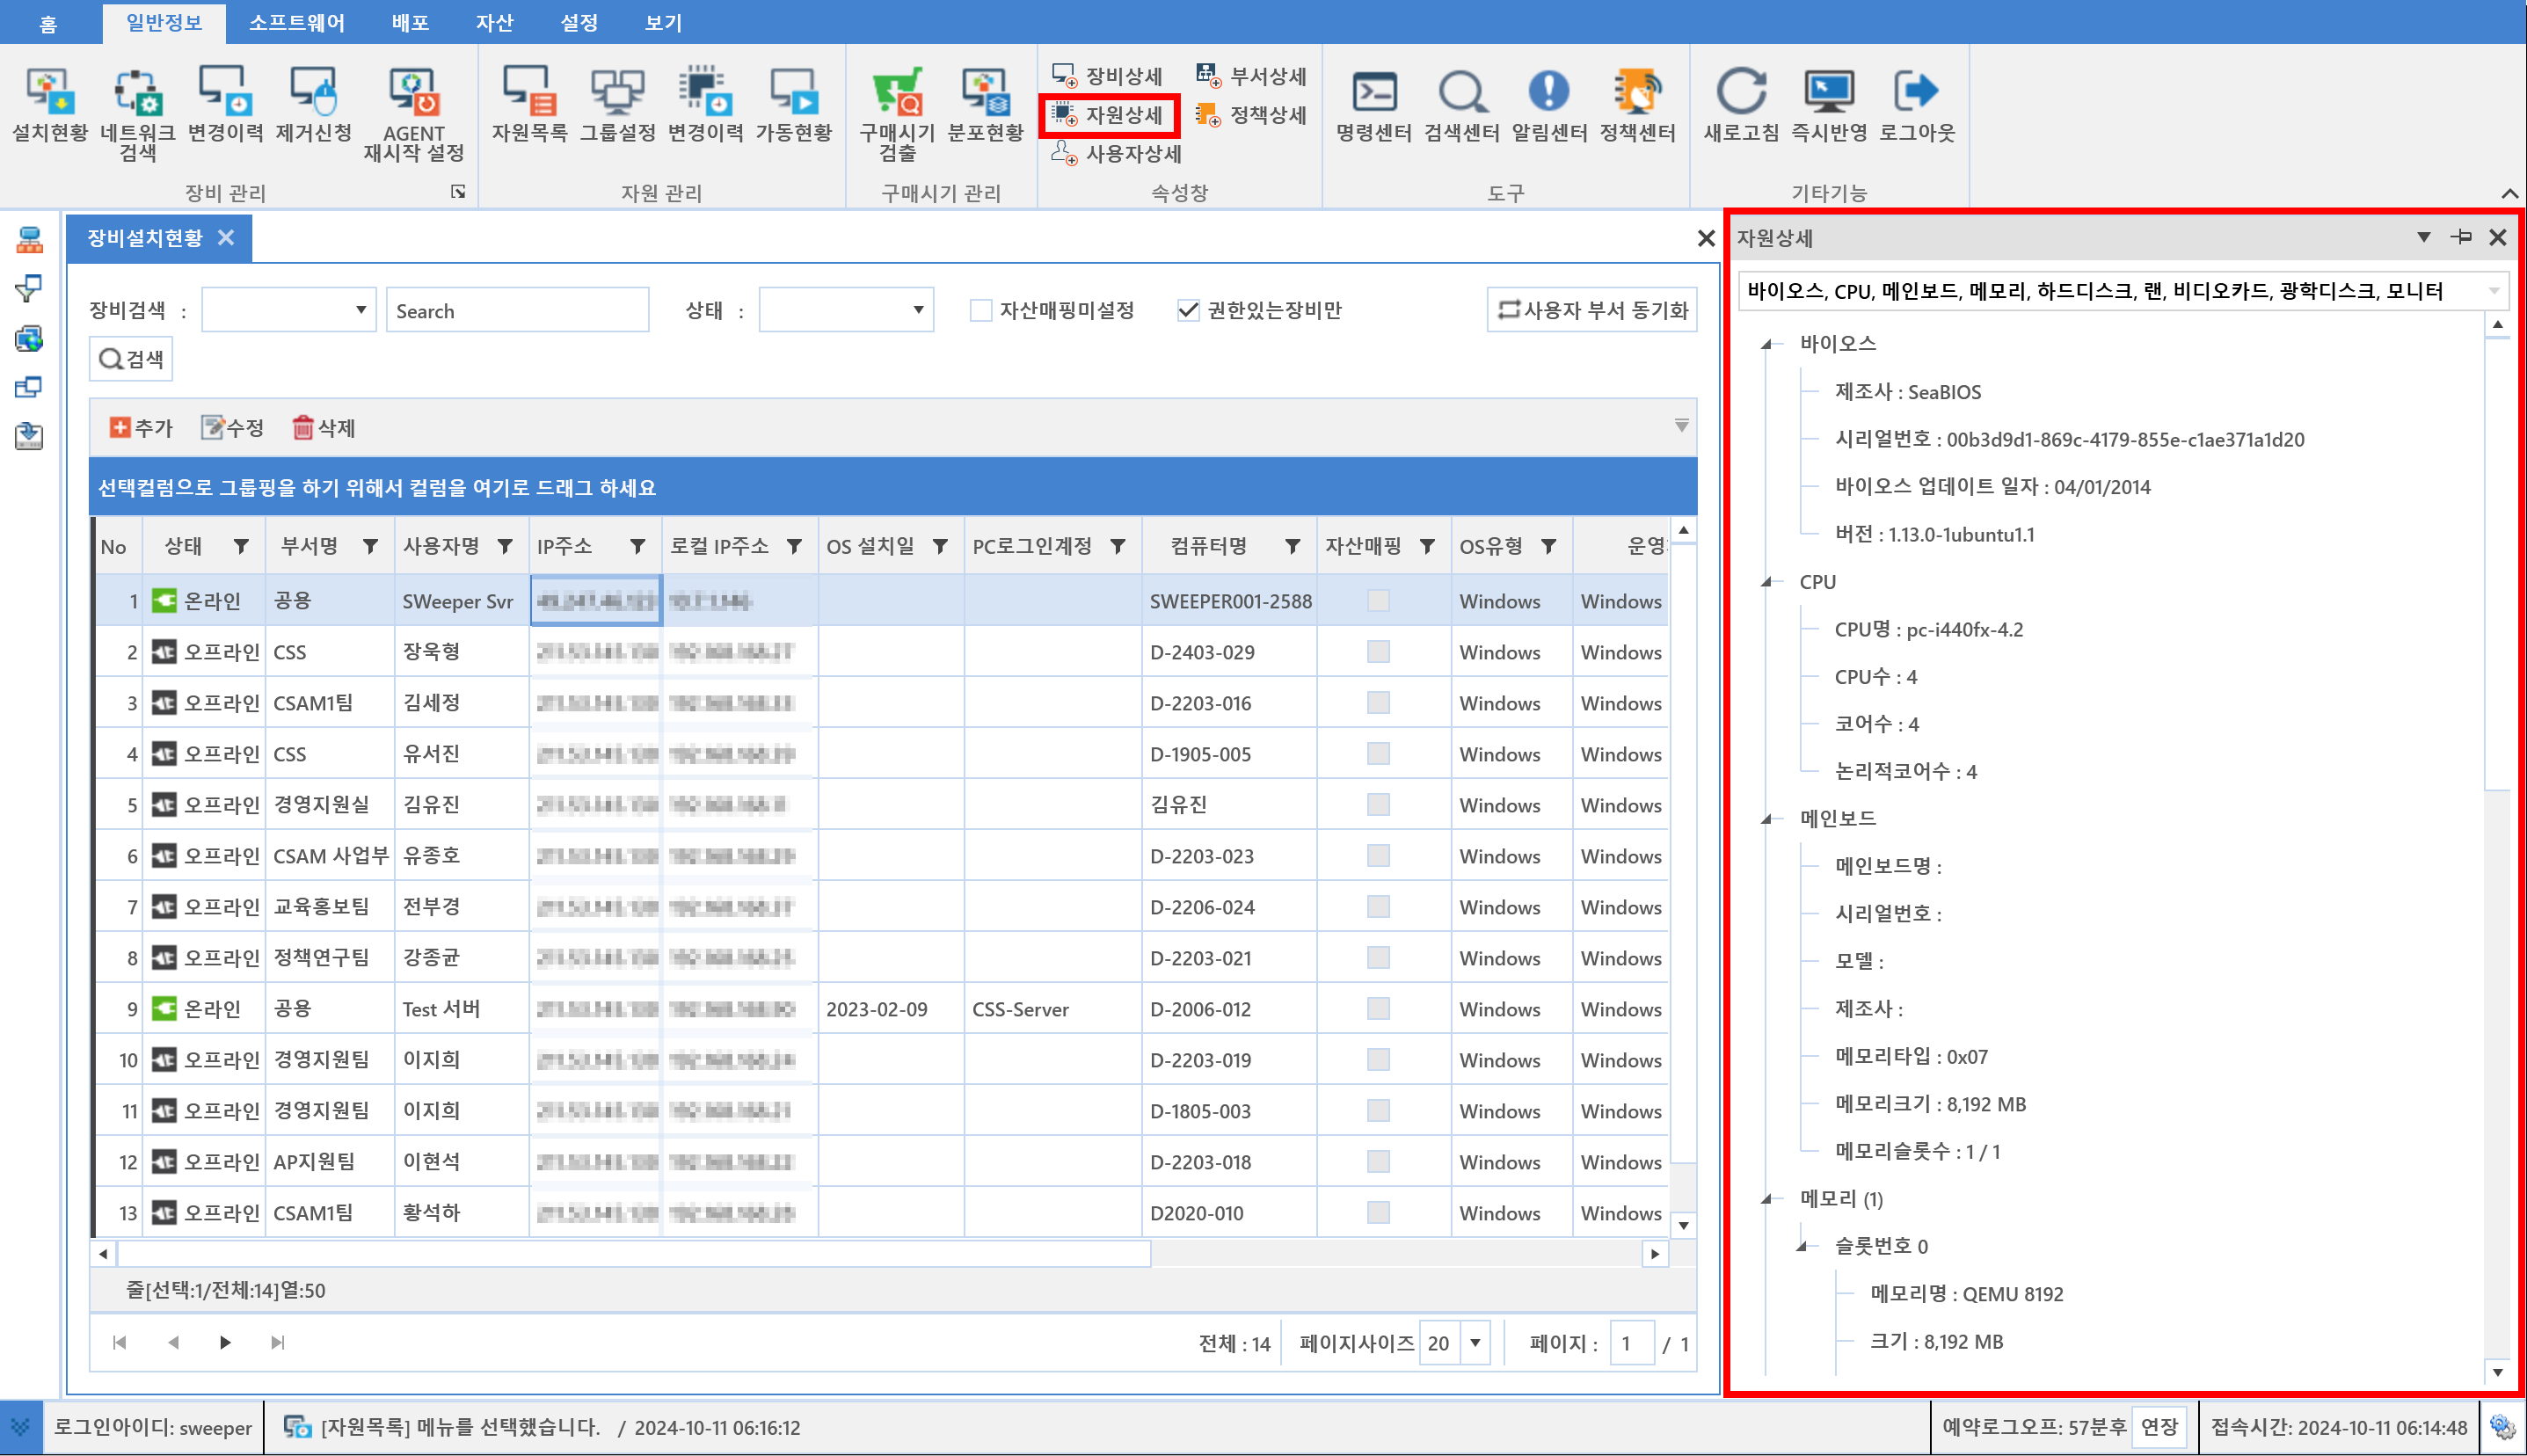 홈 일반정보 소프트웨어 배포 자산 설정 보기
설치현황 네트워크 검색 변경이력 제거신청 AGENT 재시작 설정
장비 관리
자원목록 그룹설정 변경이력 가동현황
자원 관리
구매시기 검출 분포현황
구매시기 관리
장비상세 부서상세
자원상세 정책상세
사용자상세
속성창
명령센터 검색센터 알림센터 정책센터
도구
새로고침 즉시반영 로그아웃
기타기능
장비설치현황
장비검색 : Search 상태 : 자산매핑미설정 권한있는장비만 사용자 부서 동기화
검색
추가 수정 삭제
선택컬럼으로 그룹핑을 하기 위해서 컬럼을 여기로 드래그 하세요
No 상태 부서명 사용자명 IP주소 로컬 IP주소 OS 설치일 PC로그인계정 컴퓨터명 자산매핑 OS유형
1 온라인 공용 SWeeper Svr SWEEPER001-2588 Windows Windows
2 오프라인 CSS 장욱형 D-2403-029 Windows Windows
3 오프라인 CSAM1팀 김세정 D-2203-016 Windows Windows
4 오프라인 CSS 유서진 D-1905-005 Windows Windows
5 오프라인 경영지원실 김유진 김유진 Windows Windows
6 오프라인 CSAM 사업부 유종호 D-2203-023 Windows Windows
7 오프라인 교육홍보팀 전부경 D-2206-024 Windows Windows
8 오프라인 정책연구팀 강종균 D-2203-021 Windows Windows
9 온라인 공용 Test 서버 2023-02-09 CSS-Server D-2006-012 Windows Windows
10 오프라인 경영지원팀 이지희 D-2203-019 Windows Windows
11 오프라인 경영지원팀 이지희 D-1805-003 Windows Windows
12 오프라인 AP지원팀 이현석 D-2203-018 Windows Windows
13 오프라인 CSAM1팀 황석하 D2020-010 Windows Windows
줄[선택:1/전체:14]열:50
전체 : 14 페이지사이즈 20 페이지 : 1 / 1
자원상세
바이오스, CPU, 메인보드, 메모리, 하드디스크, 랜, 비디오카드, 광학디스크, 모니터
바이오스
제조사 : SeaBIOS
시리얼번호 : 00b3d9d1-869c-4179-855e-c1ae371a1d20
바이오스 업데이트 일자 : 04/01/2014
버전 : 1.13.0-1ubuntu1.1
CPU
CPU명 : pc-i440fx-4.2
CPU수 : 4
코어수 : 4
논리적코어수 : 4
메인보드
메인보드명 :
시리얼번호 :
모델 :
제조사 :
메모리타입 : 0x07
메모리크기 : 8,192 MB
메모리슬롯수 : 1 / 1
메모리 (1)
슬롯번호 0
메모리명 : QEMU 8192
크기 : 8,192 MB
로그인아이디: sweeper [자원목록] 메뉴를 선택했습니다. / 2024-10-11 06:16:12 예약로그오프: 57분후 연장 접속시간: 2024-10-11 06:14:48